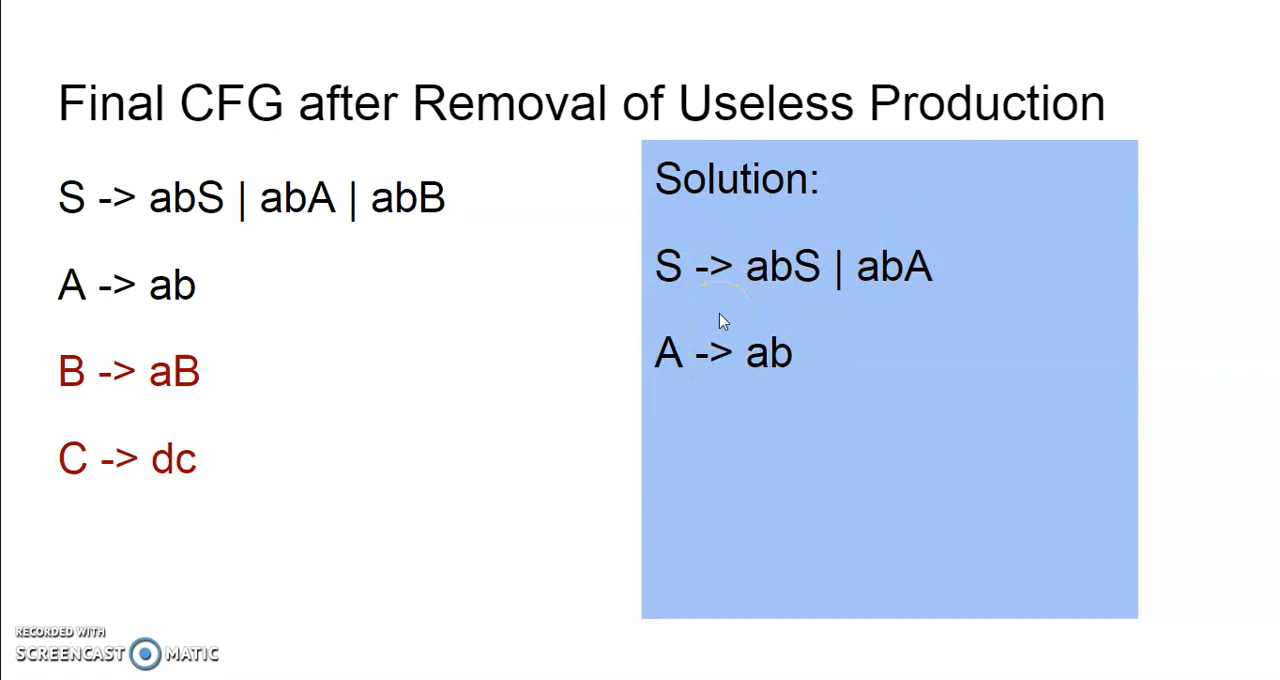 Final CFG after Removal of Useless Production
S -> abS | abA | abB
A -> ab
B -> aB
C -> dc
Solution:
S -> abS | abA
A -> ab
RECORDED WITH
SCREENCAST MATIC